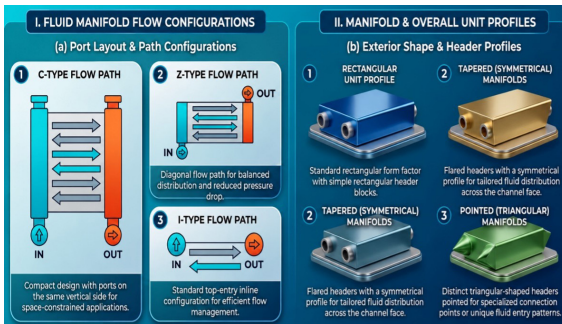 I. FLUID MANIFOLD FLOW CONFIGURATIONS
(a) Port Layout & Path Configurations
1
C-TYPE FLOW PATH
IN
OUT
Compact design with ports on
the same vertical side for
space-constrained applications.
2
Z-TYPE FLOW PATH
OUT
IN
Diagonal flow path for balanced
distribution and reduced pressure
drop.
3
I-TYPE FLOW PATH
IN
OUT
Standard top-entry inline
configuration for efficient flow
management.
II. MANIFOLD & OVERALL UNIT PROFILES
(b) Exterior Shape & Header Profiles
1
RECTANGULAR
UNIT PROFILE
Standard rectangular form factor
with simple rectangular header
blocks.
2
TAPERED (SYMMETRICAL)
MANIFOLDS
Flared headers with a symmetrical
profile for tailored fluid distribution
across the channel face.
2
TAPERED (SYMMETRICAL)
MANIFOLDS
Flared headers with a symmetrical
profile for tailored fluid distribution
across the channel face.
3
POINTED (TRIANGULAR)
MANIFOLDS
Distinct triangular-shaped headers
pointed for specialized connection
points or unique fluid entry patterns.